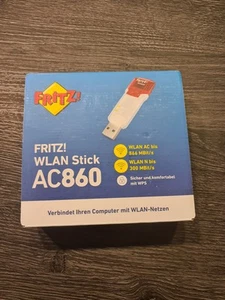 FRITZ!
FRITZ!
WLAN Stick
AC860
WLAN AC bis
866 MBit/s
WLAN N bis
300 MBit/s
Sicher und komfortabel
mit WPS
Verbindet Ihren Computer mit WLAN-Netzen